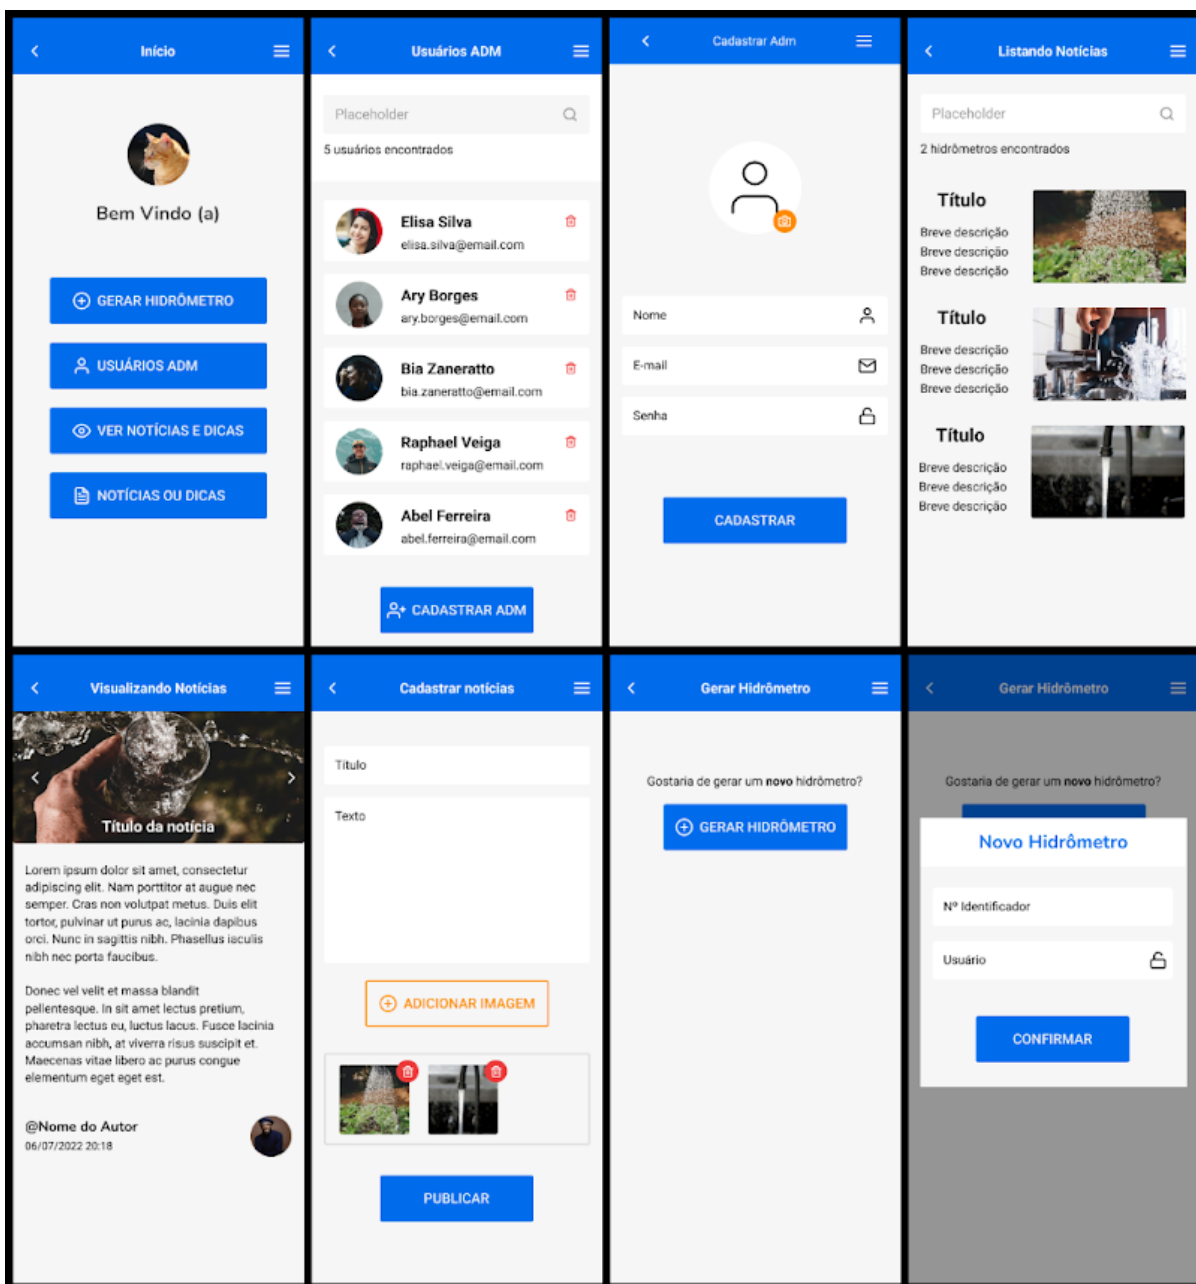 Início
Bem Vindo (a)
GERAR HIDRÔMETRO
USUÁRIOS ADM
VER NOTÍCIAS E DICAS
NOTÍCIAS OU DICAS
Usuários ADM
Placeholder
5 usuários encontrados
Elisa Silva
elisa.silva@email.com
Ary Borges
ary.borges@email.com
Bia Zaneratto
bia.zaneratto@email.com
Raphael Veiga
raphael.veiga@email.com
Abel Ferreira
abel.ferreira@email.com
CADASTRAR ADM
Cadastrar Adm
Nome
E-mail
Senha
CADASTRAR
Listando Notícias
Placeholder
2 hidrômetros encontrados
Título
Breve descrição
Breve descrição
Breve descrição
Título
Breve descrição
Breve descrição
Breve descrição
Título
Breve descrição
Breve descrição
Breve descrição
Visualizando Notícias
Título da notícia
Lorem ipsum dolor sit amet, consectetur
adipiscing elit. Nam porttitor at augue nec
semper. Cras non volutpat metus. Duis elit
tortor, pulvinar ut purus ac, lacinia dapibus
orci. Nunc in sagittis nibh. Phasellus iaculis
nibh nec porta faucibus.
Donec vel velit et massa blandit
pellentesque. In sit amet lectus pretium,
pharetra lectus eu, luctus lacus. Fusce lacinia
accumsan nibh, at viverra risus suscipit et.
Maecenas vitae libero ac purus congue
elementum eget eget est.
@Nome do Autor
06/07/2022 20:18
Cadastrar notícias
Título
Texto
ADICIONAR IMAGEM
PUBLICAR
Gerar Hidrômetro
Gostaria de gerar um novo hidrômetro?
GERAR HIDRÔMETRO
Gerar Hidrômetro
Gostaria de gerar um novo hidrômetro?
Novo Hidrômetro
Nº Identificador
Usuário
CONFIRMAR